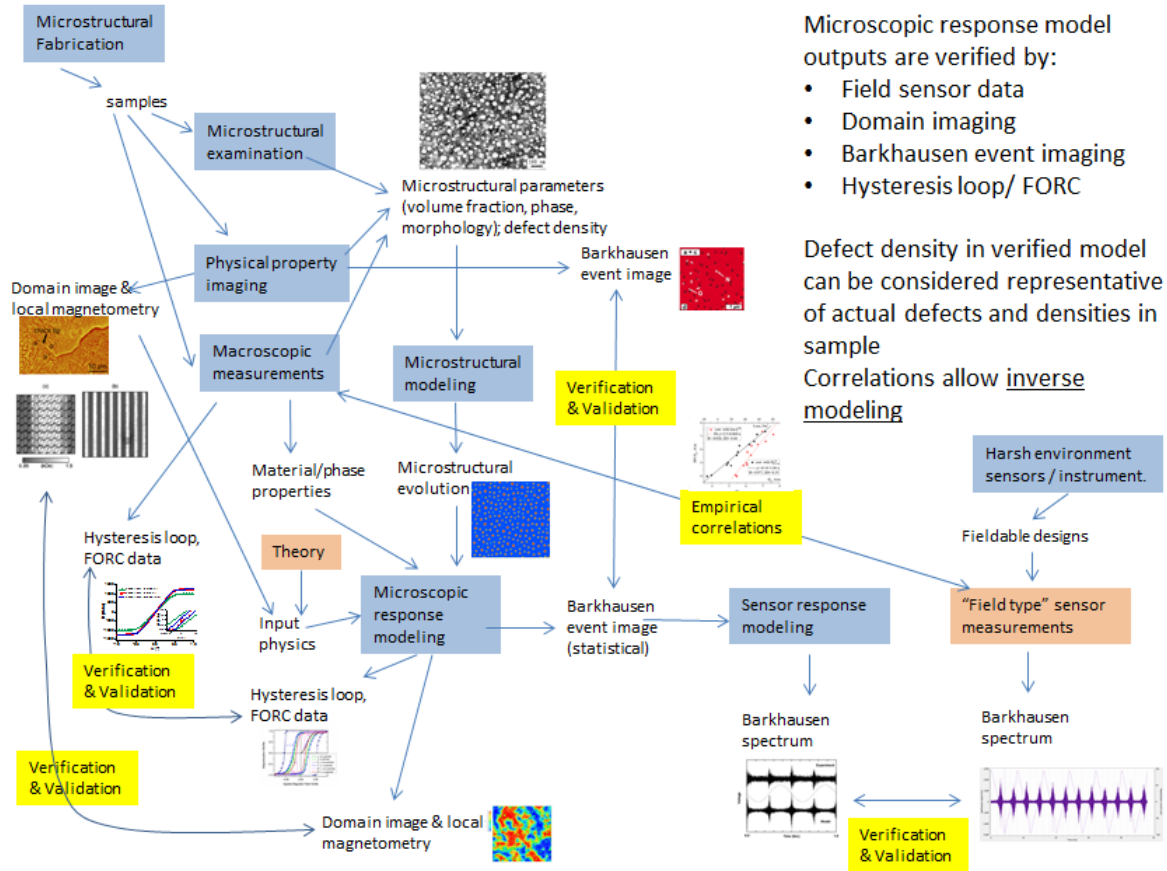 Microstructural
Fabrication
samples
Microstructural
examination
Microstructural parameters
(volume fraction, phase,
morphology); defect density
Physical property
imaging
Barkhausen
event image
Domain image &
local magnetometry
Macroscopic
measurements
Microstructural
modeling
Verification
& Validation
Material/phase
properties
Microstructural
evolution
Empirical
correlations
Hysteresis loop,
FORC data
Theory
Input
physics
Microscopic
response
modeling
Barkhausen
event image
(statistical)
Sensor response
modeling
Verification
& Validation
Hysteresis loop,
FORC data
Verification
& Validation
Domain image & local
magnetometry
Barkhausen
spectrum
Microscopic response model
outputs are verified by:
• Field sensor data
• Domain imaging
• Barkhausen event imaging
• Hysteresis loop/ FORC
Defect density in verified model
can be considered representative
of actual defects and densities in
sample
Correlations allow inverse
modeling
Harsh environment
sensors / instrument.
Fieldable designs
“Field type” sensor
measurements
Barkhausen
spectrum
Verification
& Validation